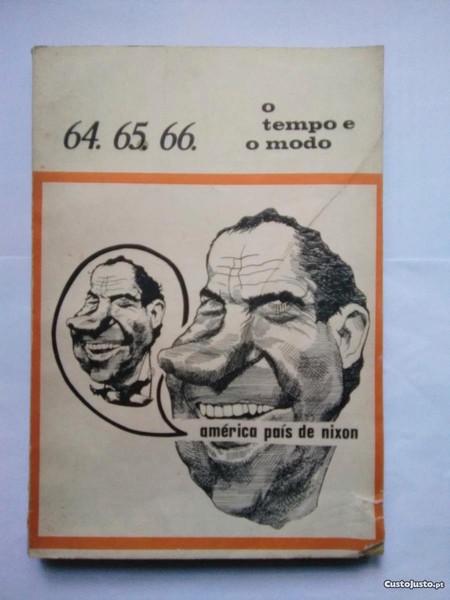 64. 65. 66.
o
tempo e
o modo
américa país de nixon
CustoJusto.pt